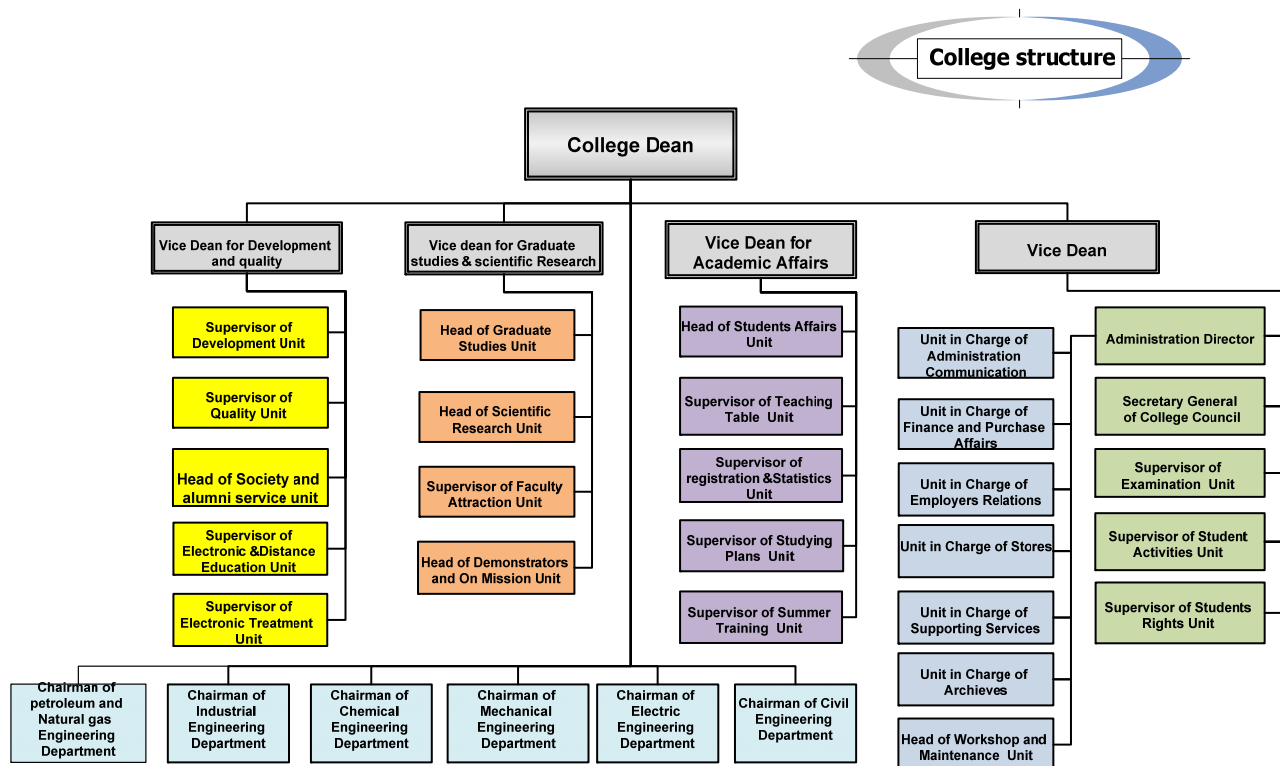 College structure
College Dean
Vice Dean for Development
and quality
Vice dean for Graduate
studies & scientific Research
Vice Dean for
Academic Affairs
Vice Dean
Supervisor of
Development Unit
Supervisor of
Quality Unit
Head of Society and
alumni service unit
Supervisor of
Electronic &Distance
Education Unit
Supervisor of
Electronic Treatment
Unit
Head of Graduate
Studies Unit
Head of Scientific
Research Unit
Supervisor of Faculty
Attraction Unit
Head of Demonstrators
and On Mission Unit
Head of Students Affairs
Unit
Supervisor of Teaching
Table Unit
Supervisor of
registration &Statistics
Unit
Supervisor of Studying
Plans Unit
Supervisor of Summer
Training Unit
Unit in Charge of
Administration
Communication
Unit in Charge of
Finance and Purchase
Affairs
Unit in Charge of
Employers Relations
Unit in Charge of Stores
Unit in Charge of
Supporting Services
Unit in Charge of
Archieves
Head of Workshop and
Maintenance Unit
Administration Director
Secretary General
of College Council
Supervisor of
Examination Unit
Supervisor of Student
Activities Unit
Supervisor of Students
Rights Unit
Chairman of
petroleum and
Natural gas
Engineering
Department
Chairman of
Industrial
Engineering
Department
Chairman of
Chemical
Engineering
Department
Chairman of
Mechanical
Engineering
Department
Chairman of
Electric
Engineering
Department
Chairman of Civil
Engineering
Department